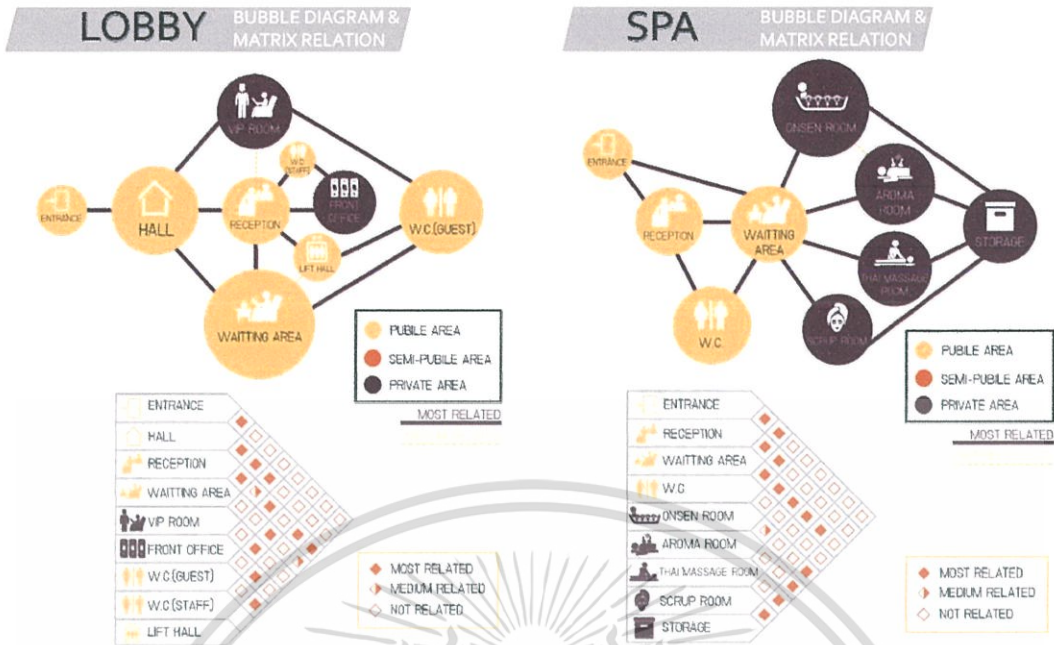 LOBBY
BUBBLE DIAGRAM &
MATRIX RELATION
VIP ROOM
W.C.
ENTRANCE
HALL
RECEPTION
FRONT
OFFICE
W.C.(GUEST)
LIFT HALL
WAITTING AREA
PUBILE AREA
SEMI-PUBILE AREA
PRIVATE AREA
MOST RELATED
ENTRANCE
HALL
RECEPTION
WAITTING AREA
VIP ROOM
FRONT OFFICE
W.C(GUEST)
W.C(STAFF)
LIFT HALL
MOST RELATED
MEDIUM RELATED
NOT RELATED
SPA
BUBBLE DIAGRAM &
MATRIX RELATION
ONSEN ROOM
ENTRANCE
AROMA
ROOM
RECEPTION
WAITTING
AREA
STORAGE
THAI MASSAGE
ROOM
W.C.
SCRUP ROOM
PUBILE AREA
SEMI-PUBILE AREA
PRIVATE AREA
MOST RELATED
ENTRANCE
RECEPTION
WAITTING AREA
W.C
ONSEN ROOM
AROMA ROOM
THAI MASSAGE ROOM
SCRUP ROOM
STORAGE
MOST RELATED
MEDIUM RELATED
NOT RELATED